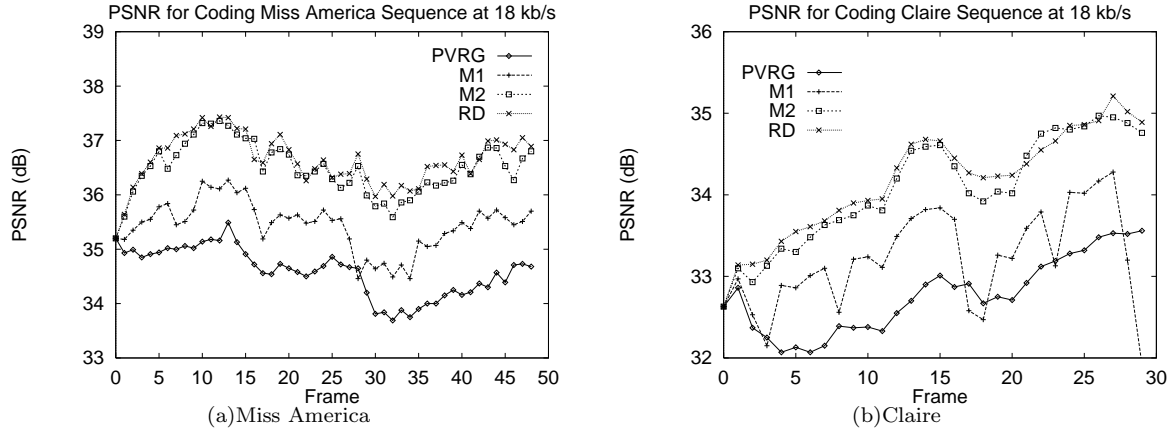 PSNR for Coding Miss America Sequence at 18 kb/s
PSNR (dB)
39
38
37
36
35
34
33
PVRG
M1
M2
RD
0 5 10 15 20 25 30 35 40 45 50
Frame
(a)Miss America
PSNR for Coding Claire Sequence at 18 kb/s
PSNR (dB)
36
35
34
33
32
PVRG
M1
M2
RD
0 5 10 15 20 25 30
Frame
(b)Claire